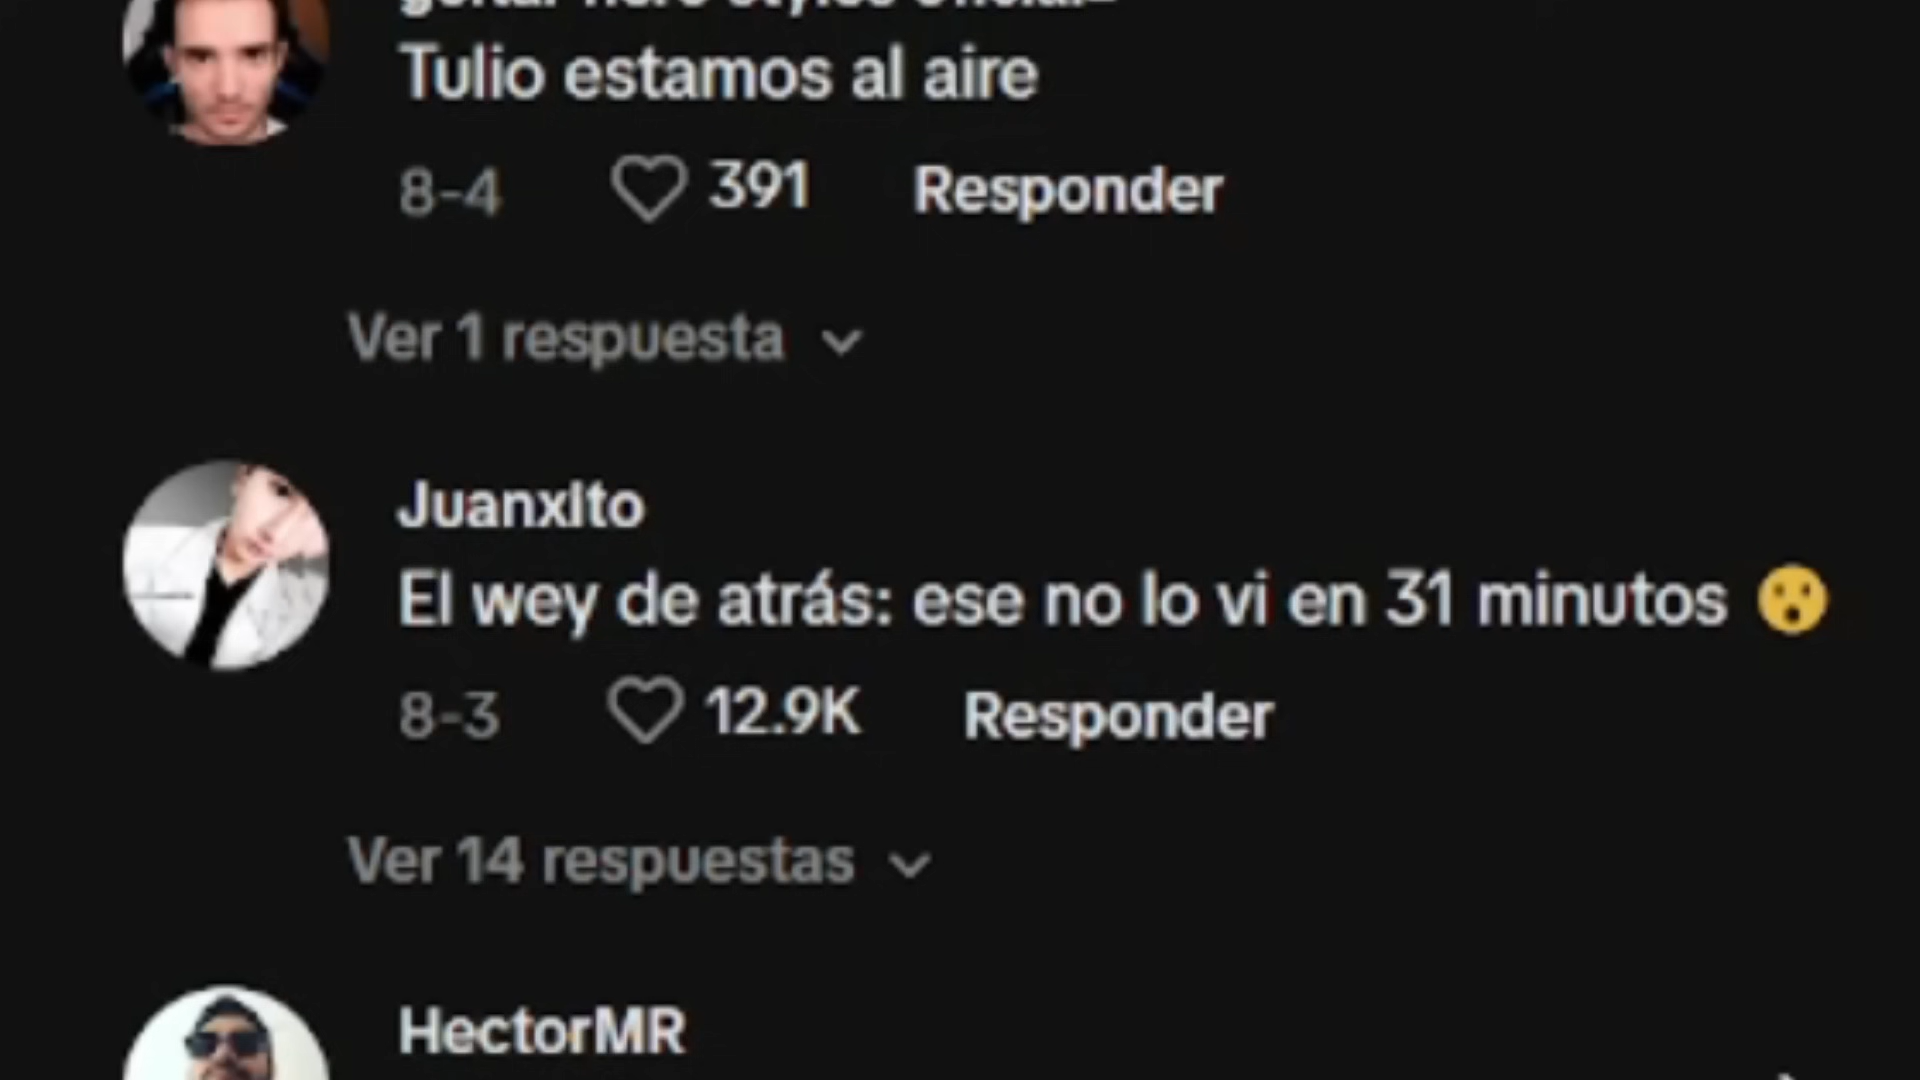 Tulio estamos al aire
8-4 391 Responder
Ver 1 respuesta
JuanxIto
El wey de atrás: ese no lo vi en 31 minutos 😮
8-3 12.9K Responder
Ver 14 respuestas
HectorMR